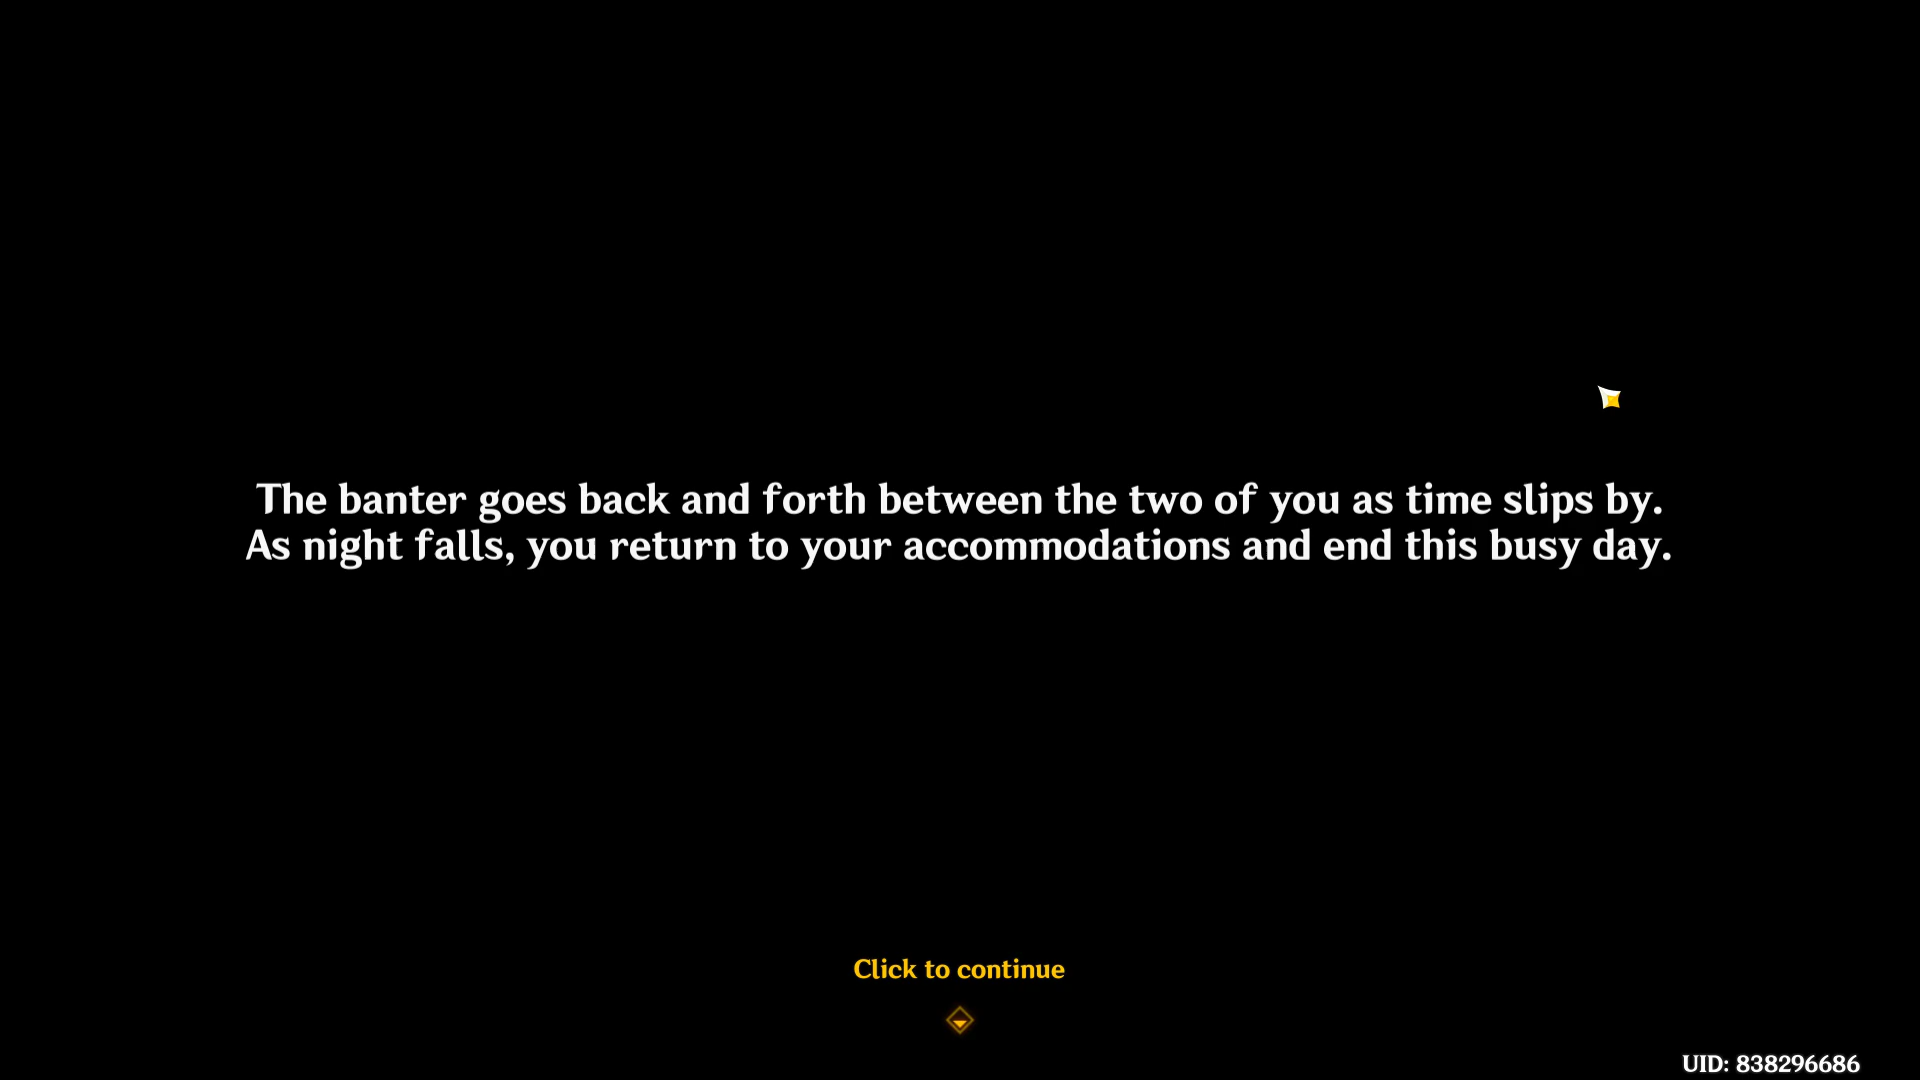 The banter goes back and forth between the two of you as time slips by.
As night falls, you return to your accommodations and end this busy day.
Click to continue
UID: 838296686